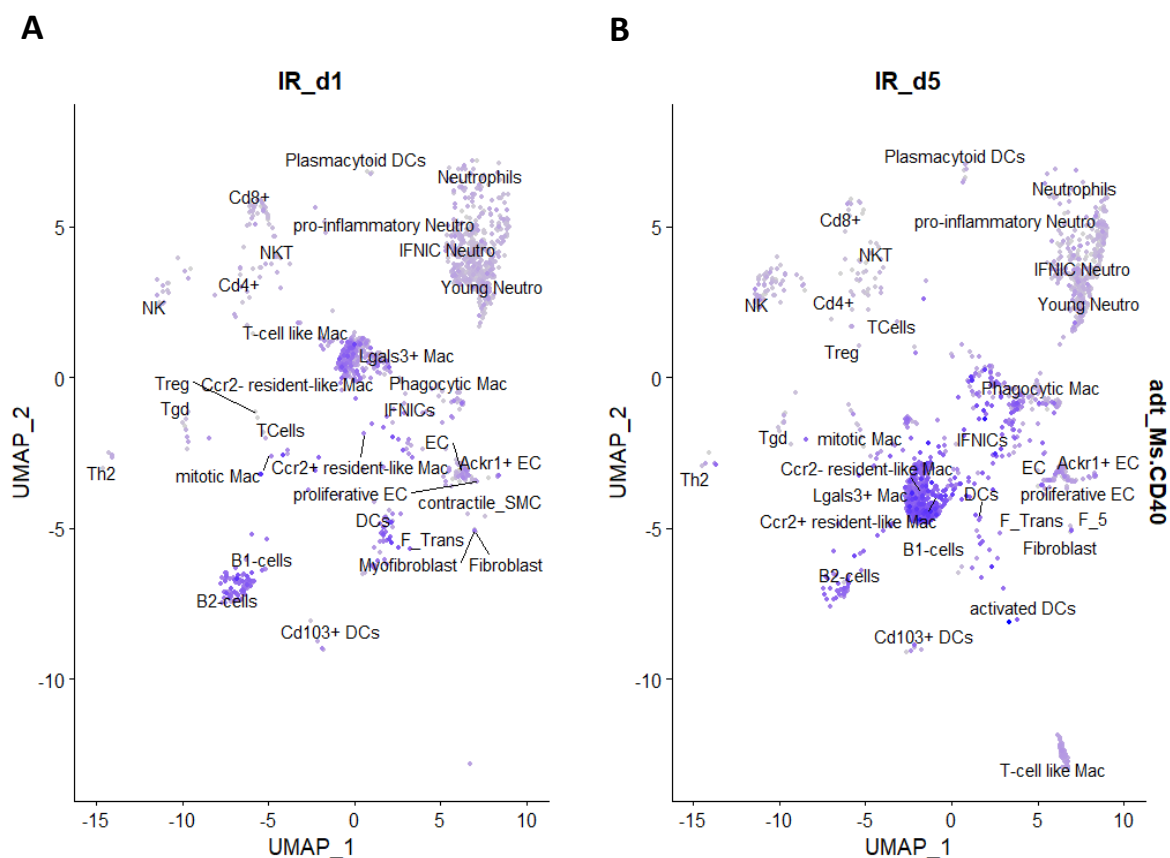 A
B
IR_d1
IR_d5
Plasmacytoid DCs
Neutrophils
Cd8+
pro-inflammatory Neutro
NKT
IFNIC Neutro
Cd4+
Young Neutro
NK
T-cell like Mac
Lgals3+ Mac
Treg
Ccr2- resident-like Mac
Phagocytic Mac
Tgd
IFNICs
TCells
EC
Ackr1+ EC
Th2
mitotic Mac
Ccr2+ resident-like Mac
proliferative EC
contractile_SMC
DCs
F_Trans
B1-cells
Myofibroblast
Fibroblast
B2-cells
Cd103+ DCs
5
0
-5
-10
UMAP_2
-15
-10
-5
0
5
10
UMAP_1
Plasmacytoid DCs
Neutrophils
Cd8+
pro-inflammatory Neutro
NKT
IFNIC Neutro
NK
Cd4+
Young Neutro
TCells
Treg
Phagocytic Mac
Tgd
mitotic Mac
IFNICs
Ccr2- resident-like Mac
EC
Ackr1+ EC
Th2
Lgals3+ Mac
DCs
proliferative EC
Ccr2+ resident-like Mac
F_Trans
F_5
B1-cells
Fibroblast
B2-cells
activated DCs
Cd103+ DCs
T-cell like Mac
5
0
-5
-10
UMAP_2
-15
-10
-5
0
5
10
UMAP_1
adt_Ms.CD40